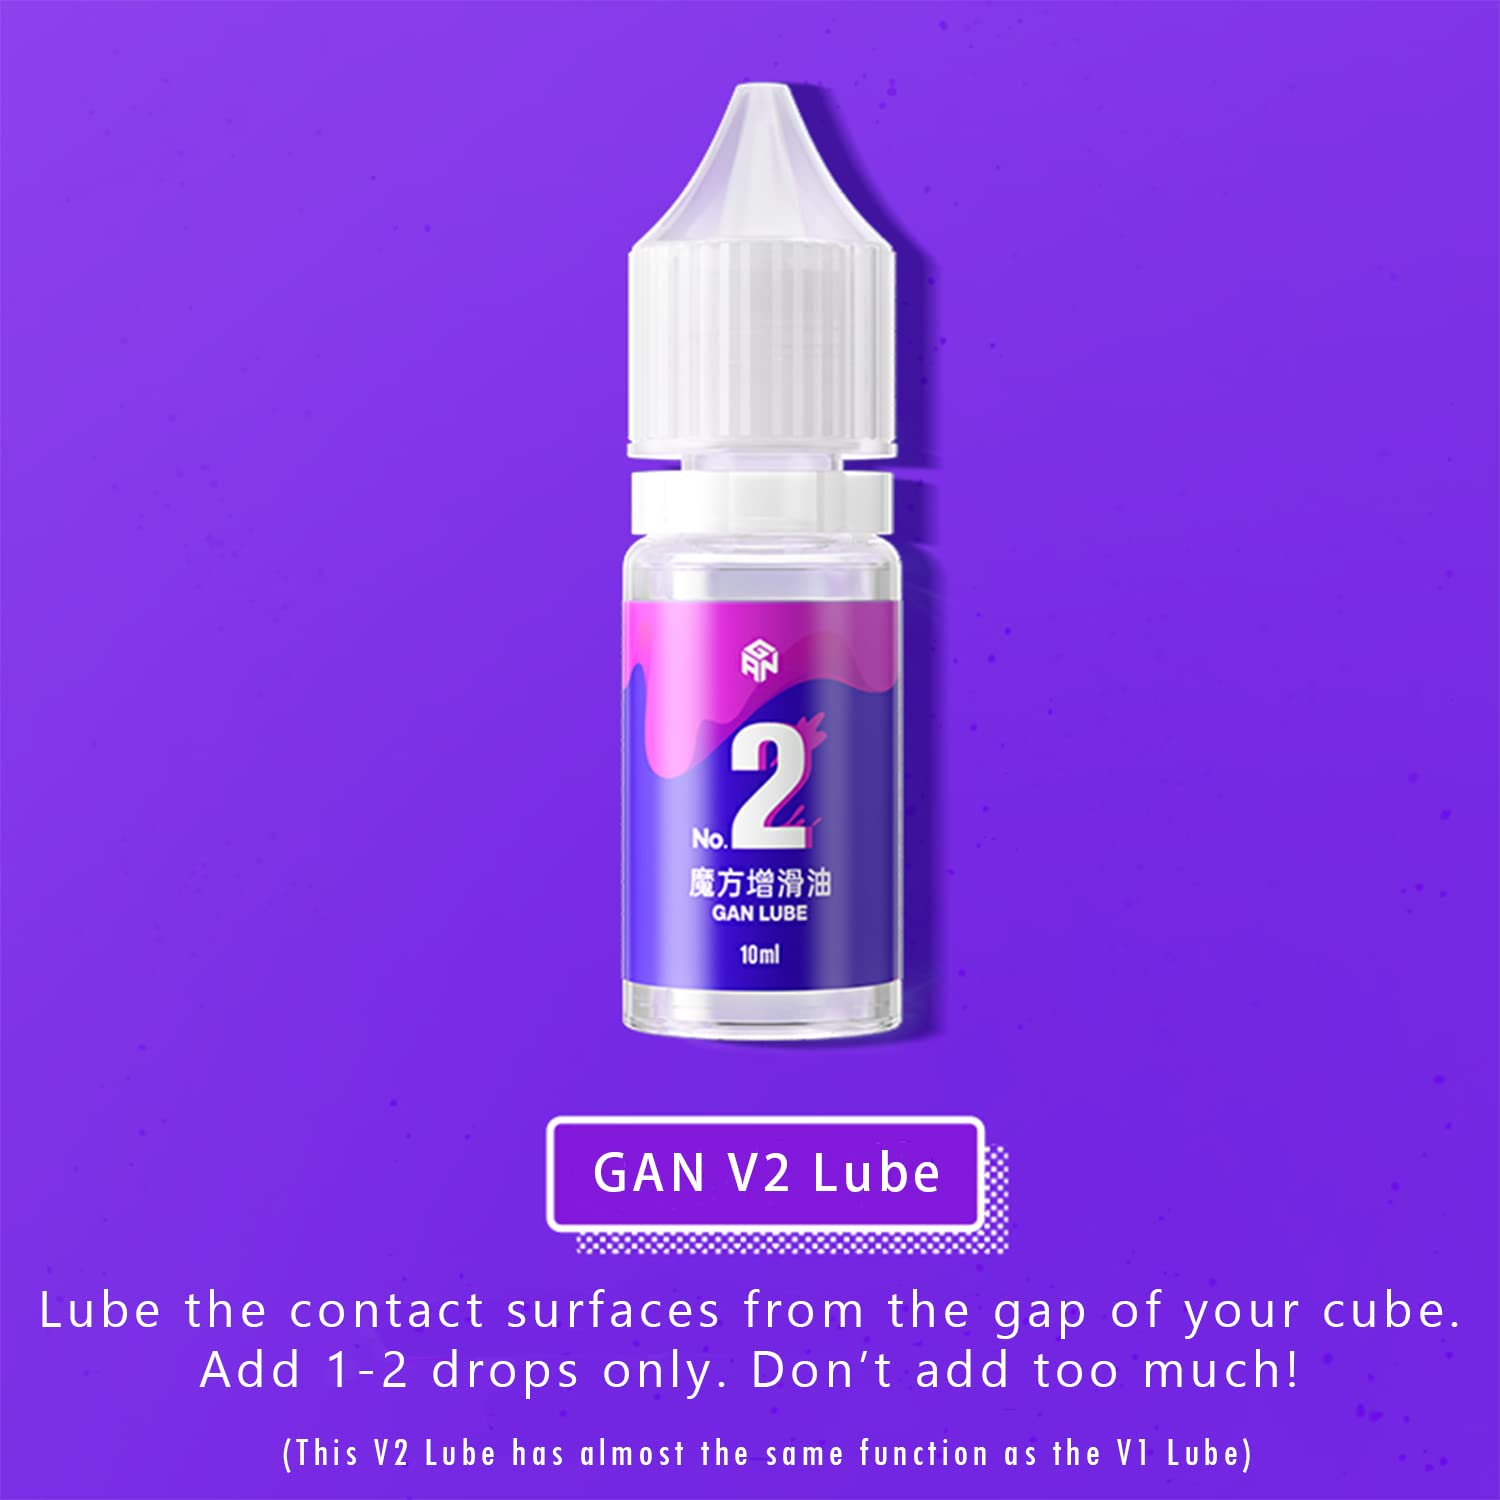 GAN
No.2
魔方增滑油
GAN LUBE
10ml
GAN V2 Lube
Lube the contact surfaces from the gap of your cube.
Add 1-2 drops only. Don’t add too much!
(This V2 Lube has almost the same function as the V1 Lube)